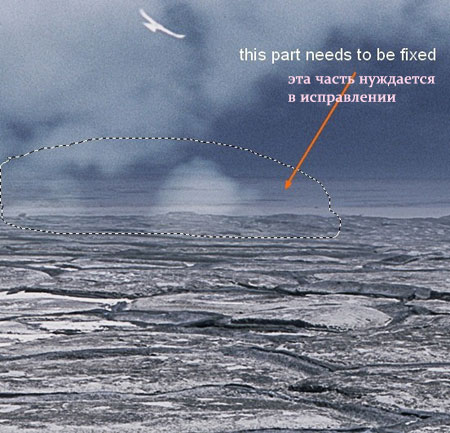 this part needs to be fixed
эта часть нуждается
в исправлении